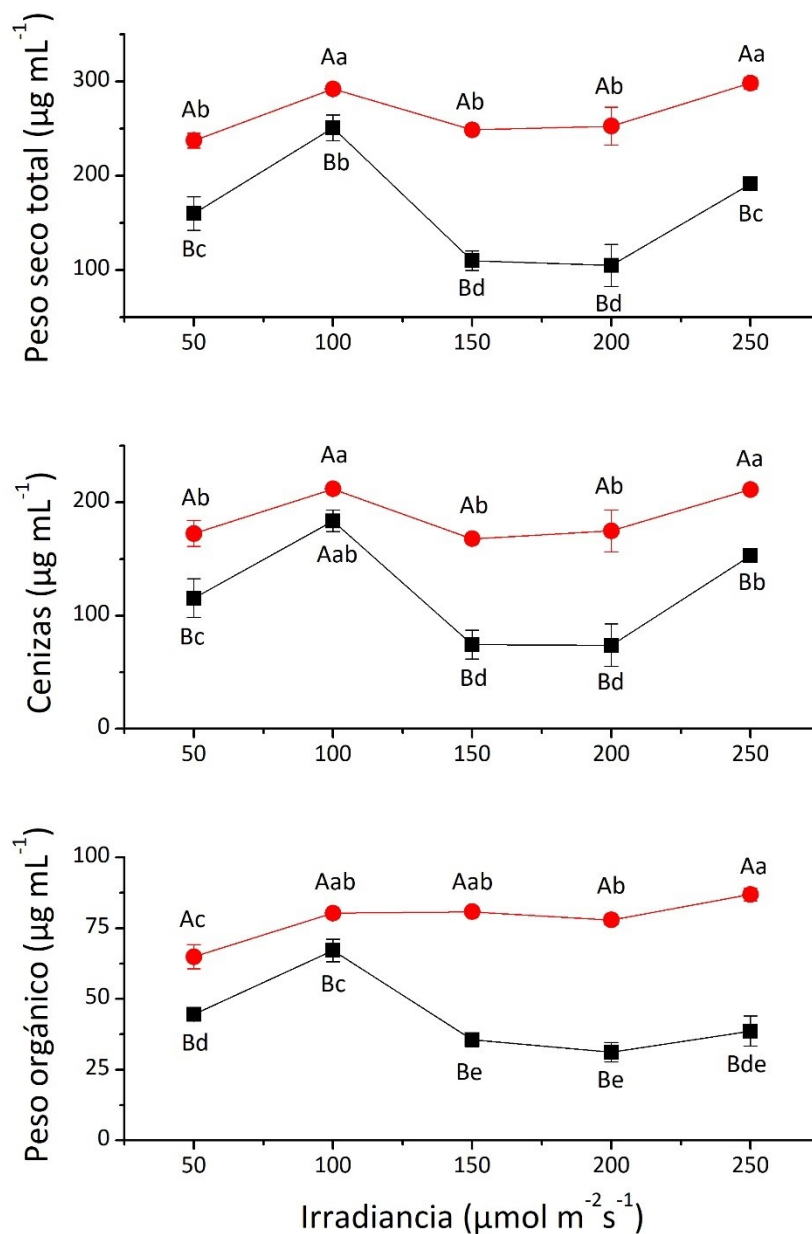 Peso seco total (µg mL⁻¹)
300
200
100
Ab
Aa
Ab
Ab
Aa
Bc
Bb
Bd
Bd
Bc
50
100
150
200
250
Cenizas (µg mL⁻¹)
200
100
0
Ab
Aa
Ab
Ab
Aa
Bc
Aab
Bd
Bd
Bb
50
100
150
200
250
Peso orgánico (µg mL⁻¹)
100
75
50
25
0
Ac
Aab
Aab
Ab
Aa
Bd
Bc
Be
Be
Bde
50
100
150
200
250
Irradiancia (µmol m⁻²s⁻¹)